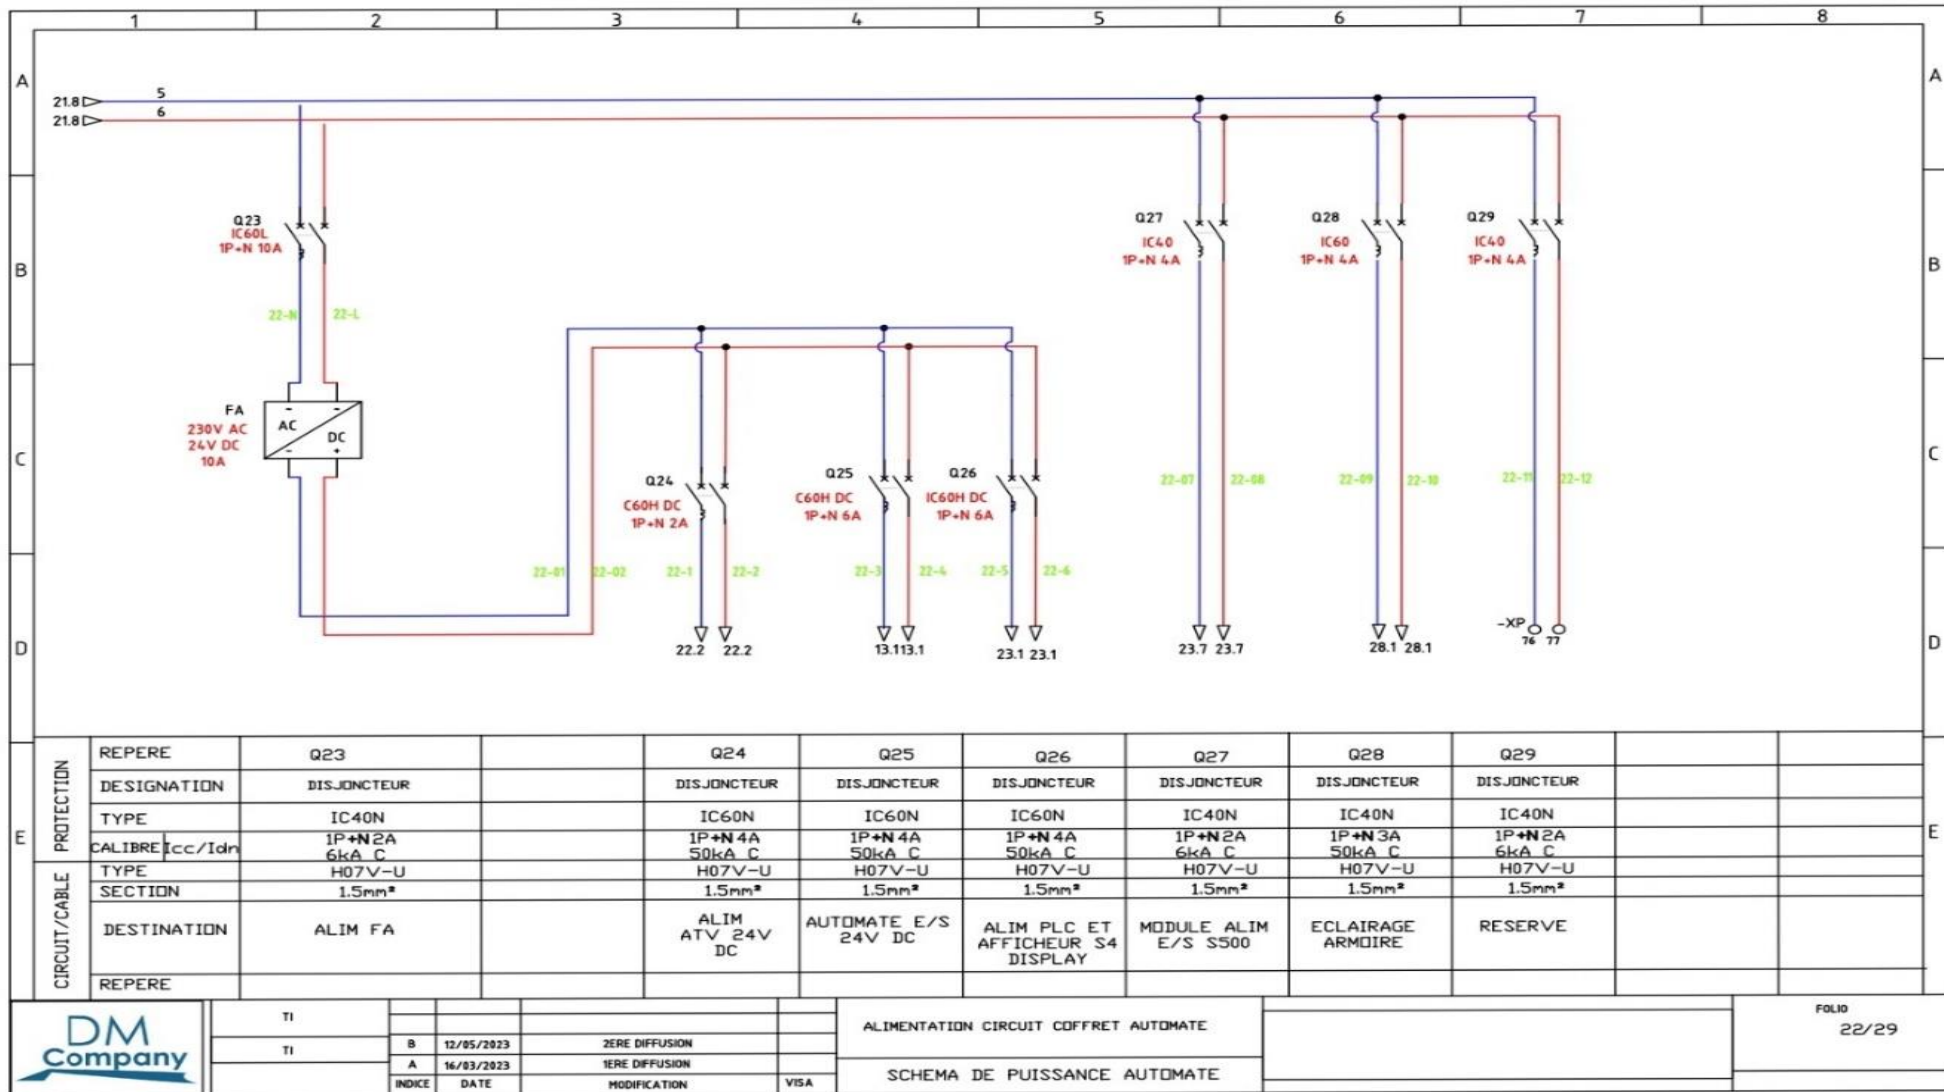 1 2 3 4 5 6 7 8
A A
21.8 5
21.8 6
Q23
IC60L
1P+N 10A
Q27
IC40
1P+N 4A
Q28
IC60
1P+N 4A
Q29
IC40
1P+N 4A
B B
22-N 22-L
FA
230V AC
24V DC
10A
- -
AC
DC
- +
C C
Q24
C60H DC
1P+N 2A
Q25
C60H DC
1P+N 6A
Q26
IC60H DC
1P+N 6A
22-07 22-08 22-09 22-10 22-11 22-12
22-01 22-02 22-1 22-2 22-3 22-4 22-5 22-6
D D
22.2 22.2 13.1 13.1 23.1 23.1 23.7 23.7 28.1 28.1
-XP
76 77
E E
PROTECTION
REPERE Q23 Q24 Q25 Q26 Q27 Q28 Q29
DESIGNATION DISJONCTEUR DISJONCTEUR DISJONCTEUR DISJONCTEUR DISJONCTEUR DISJONCTEUR DISJONCTEUR
TYPE IC40N IC60N IC60N IC60N IC40N IC40N IC40N
CALIBRE Icc/Idn
1P+N 2A 1P+N 4A 1P+N 4A 1P+N 4A 1P+N 2A 1P+N 3A 1P+N 2A
6kA C 50kA C 50kA C 50kA C 6kA C 50kA C 6kA C
CIRCUIT/CABLE
TYPE H07V-U H07V-U H07V-U H07V-U H07V-U H07V-U H07V-U
SECTION 1.5mm² 1.5mm² 1.5mm² 1.5mm² 1.5mm² 1.5mm² 1.5mm²
DESTINATION
ALIM FA
ALIM
ATV 24V
DC
AUTOMATE E/S
24V DC
ALIM PLC ET
AFFICHEUR S4
DISPLAY
MODULE ALIM
E/S S500
ECLAIRAGE
ARMOIRE
RESERVE
REPERE
DM
Company
TI
TI
B 12/05/2023 2ERE DIFFUSION
A 16/03/2023 1ERE DIFFUSION
INDICE DATE MODIFICATION VISA
ALIMENTATION CIRCUIT COFFRET AUTOMATE
SCHEMA DE PUISSANCE AUTOMATE
FOLIO
22/29